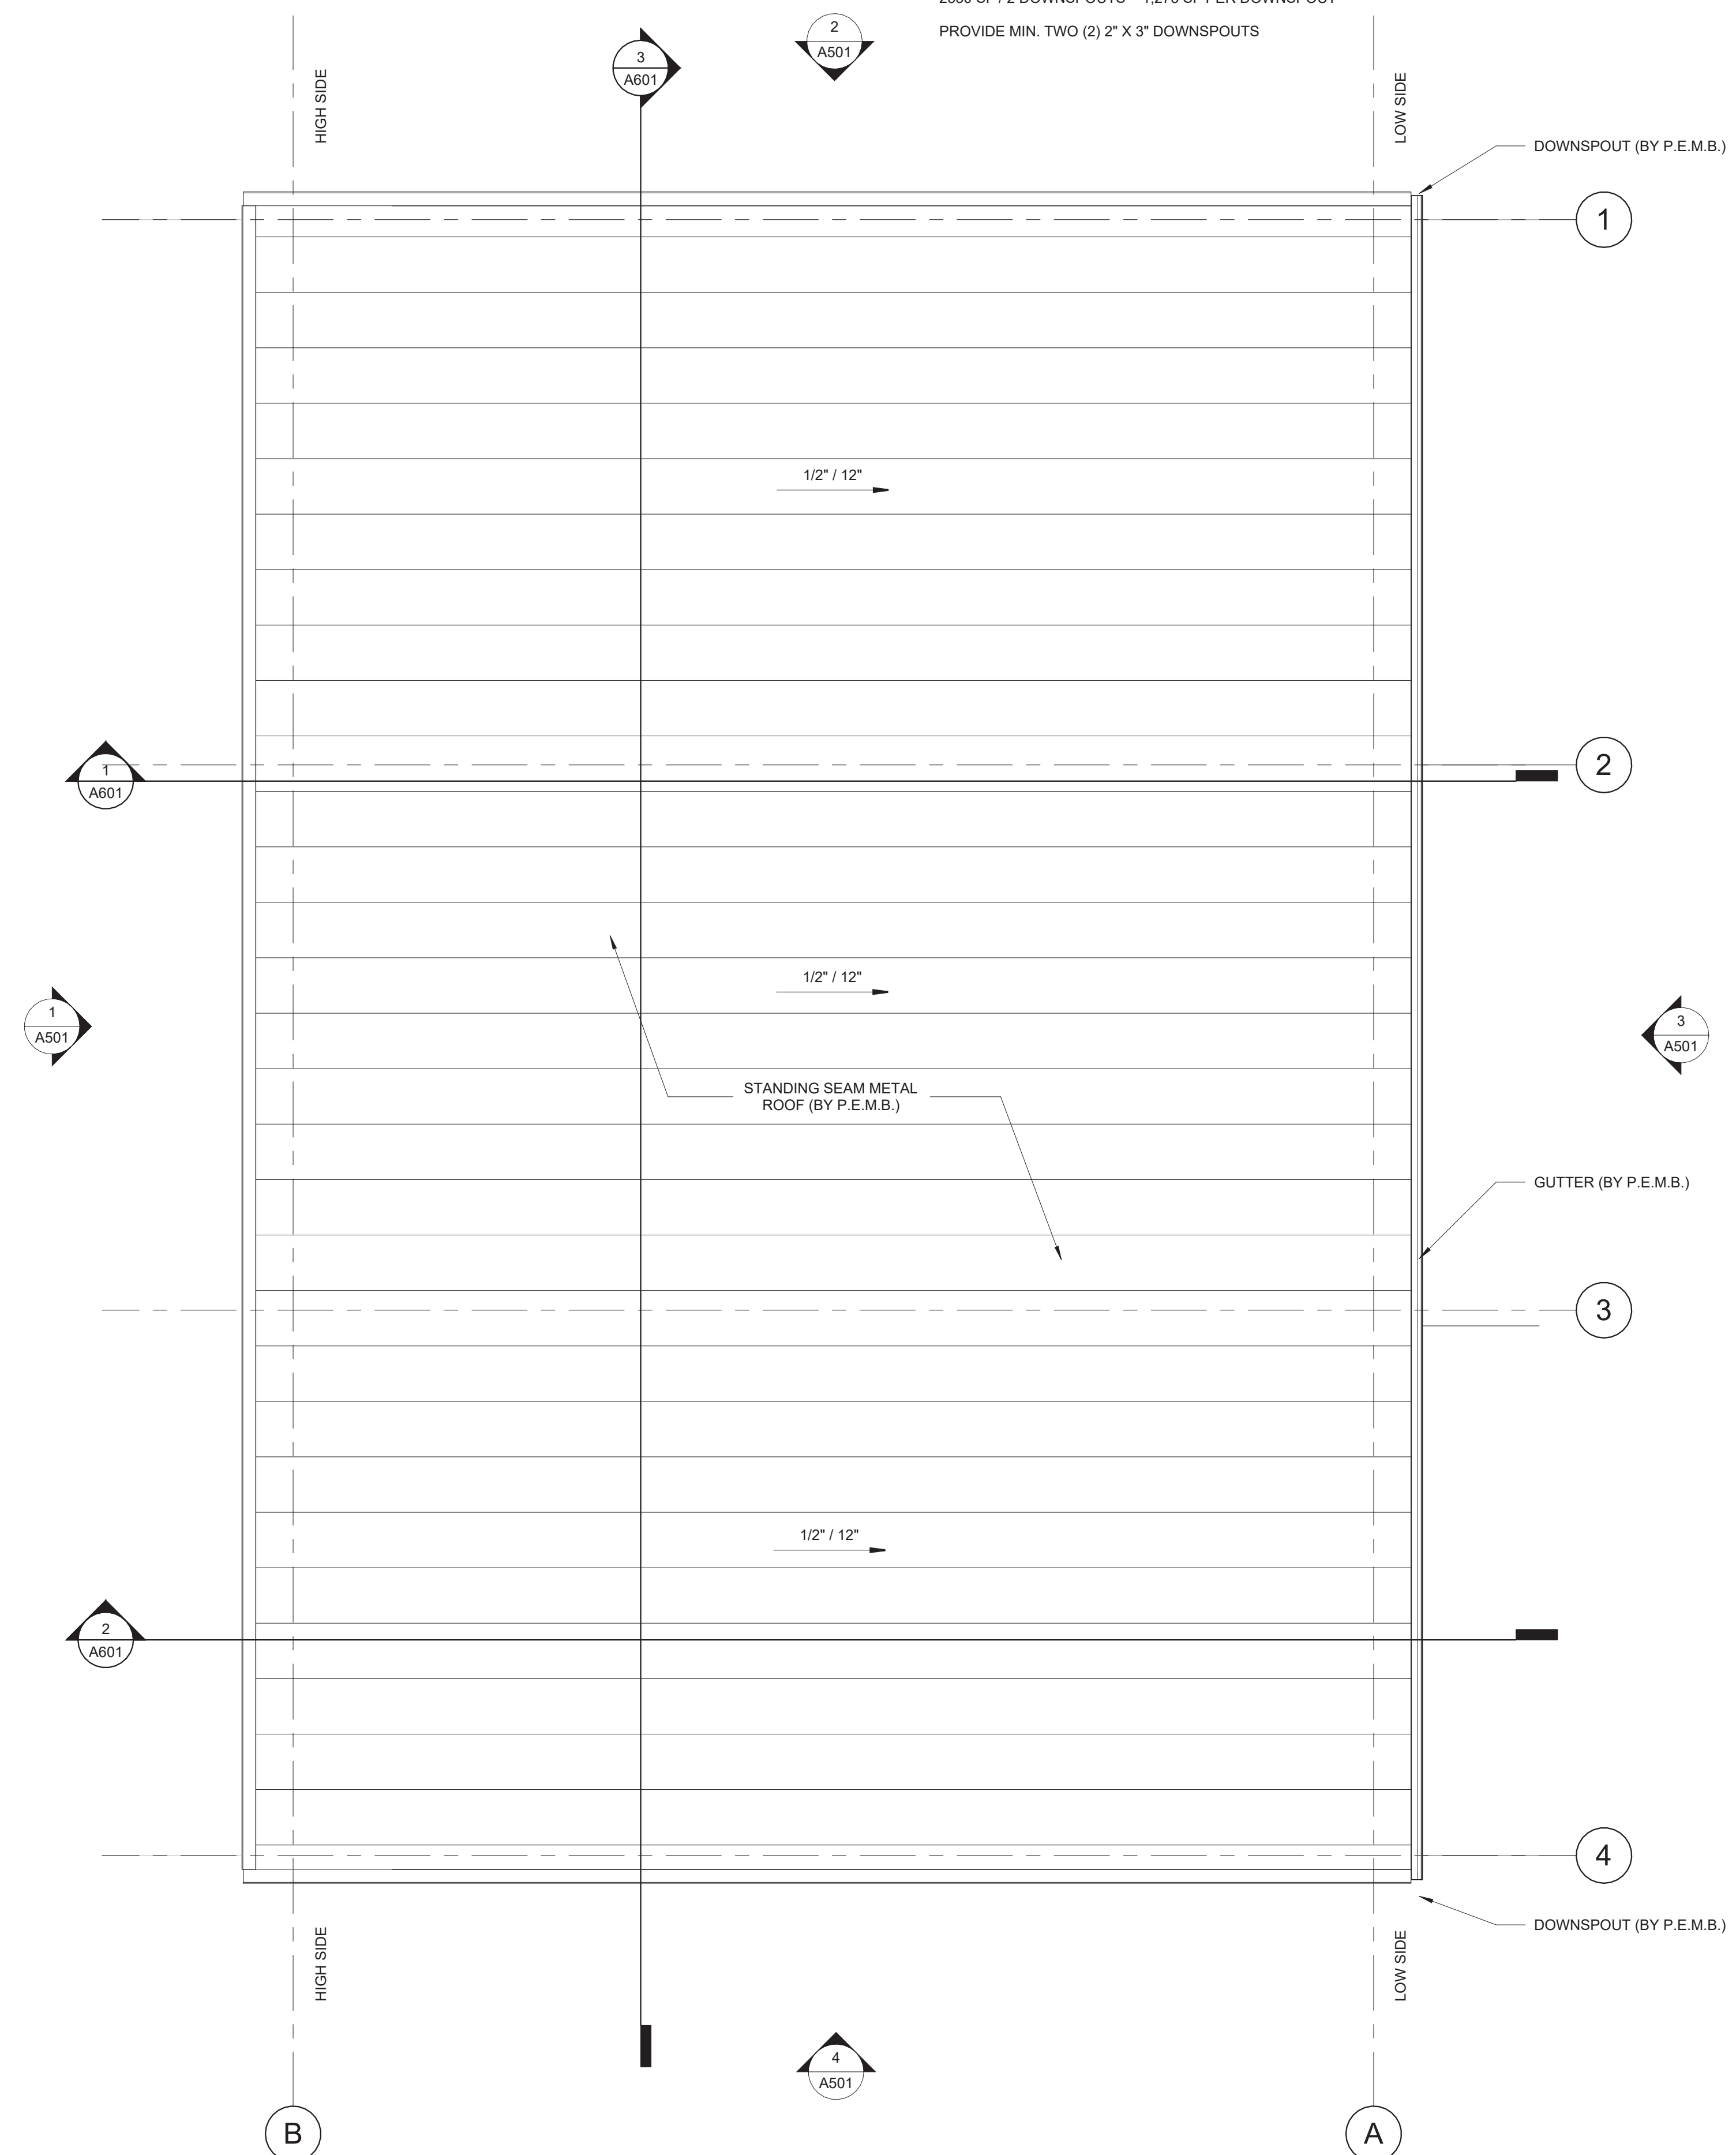 PROVIDE MIN. TWO (2) 2" X 3" DOWNSPOUTS
2
A501
3
A601
HIGH SIDE
LOW SIDE
DOWNSPOUT (BY P.E.M.B.)
1
1/2" / 12"
2
1
A601
1/2" / 12"
1
A501
3
A501
STANDING SEAM METAL
ROOF (BY P.E.M.B.)
GUTTER (BY P.E.M.B.)
3
1/2" / 12"
2
A601
4
DOWNSPOUT (BY P.E.M.B.)
HIGH SIDE
LOW SIDE
4
A501
B
A